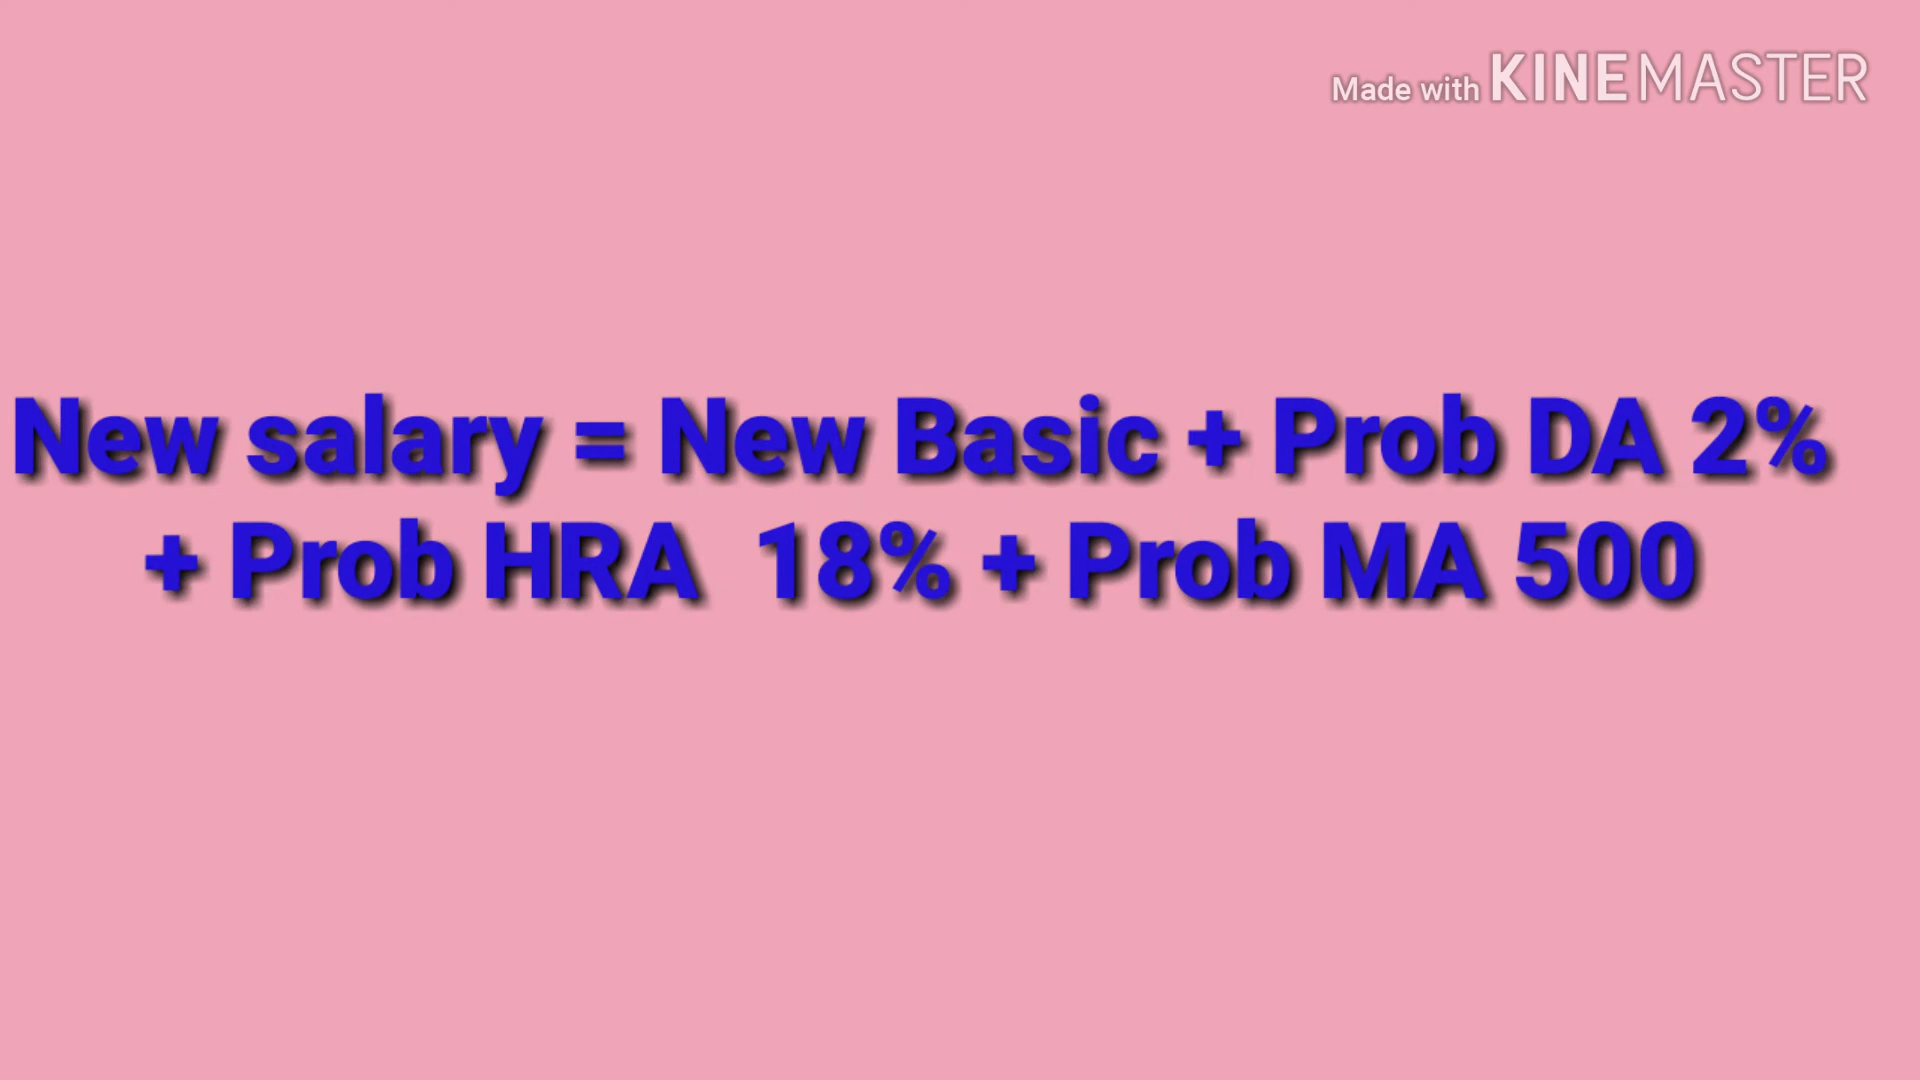 Made with KINEMASTER
New salary = New Basic + Prob DA 2%
+ Prob HRA 18% + Prob MA 500